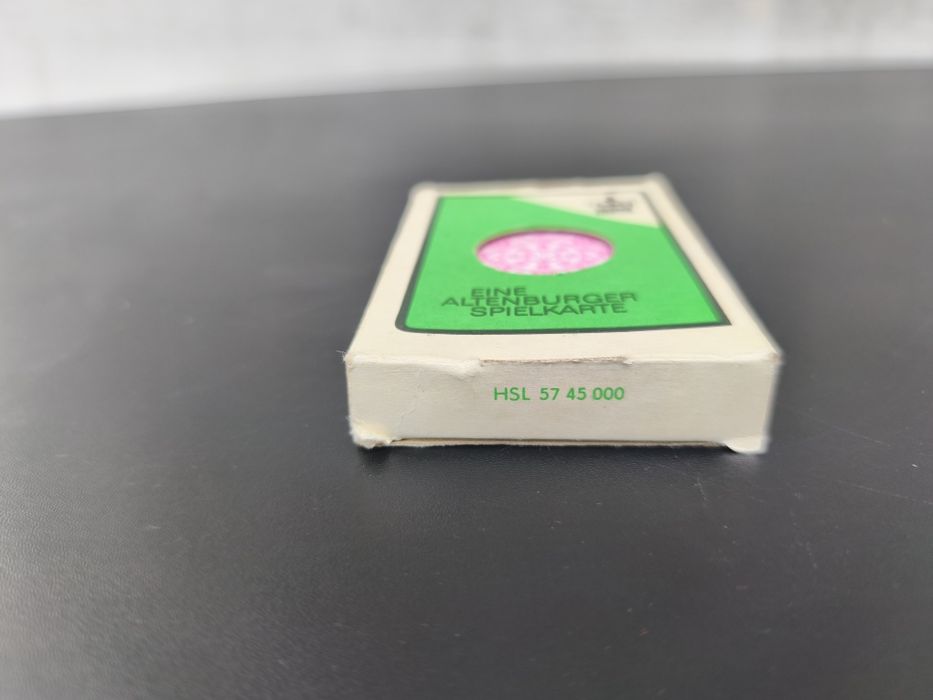 EINE
ALTENBURGER
SPIELKARTE
HSL 57 45 000